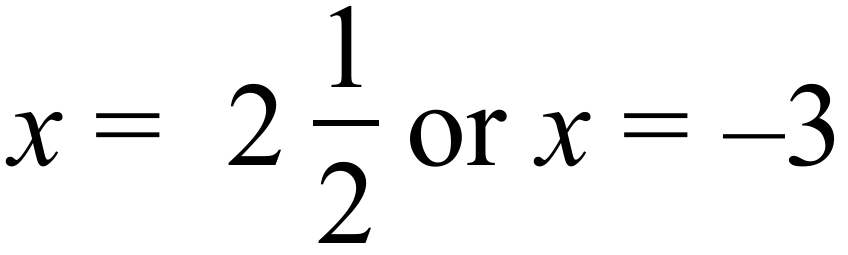 x = 2 1/2 or x = –3